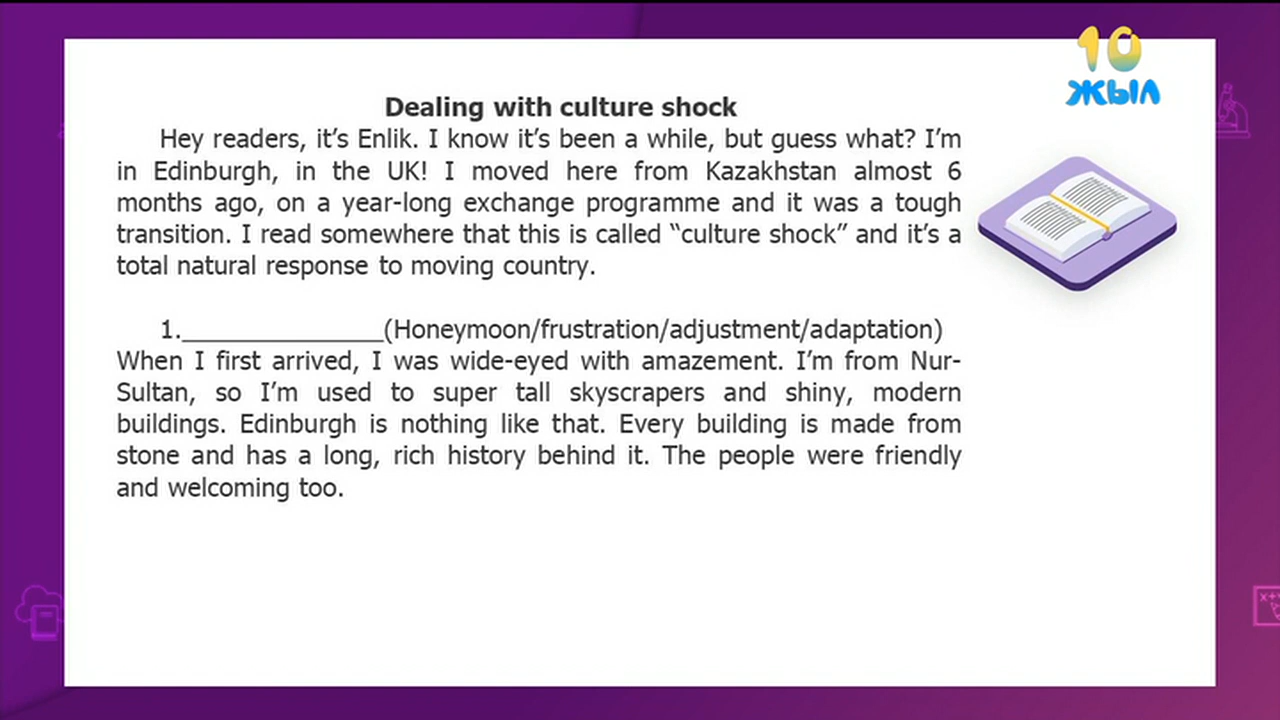 10
ЖЫЛ
Dealing with culture shock
Hey readers, it’s Enlik. I know it’s been a while, but guess what? I’m
in Edinburgh, in the UK! I moved here from Kazakhstan almost 6
months ago, on a year-long exchange programme and it was a tough
transition. I read somewhere that this is called “culture shock” and it’s a
total natural response to moving country.
1.______________(Honeymoon/frustration/adjustment/adaptation)
When I first arrived, I was wide-eyed with amazement. I’m from Nur-
Sultan, so I’m used to super tall skyscrapers and shiny, modern
buildings. Edinburgh is nothing like that. Every building is made from
stone and has a long, rich history behind it. The people were friendly
and welcoming too.